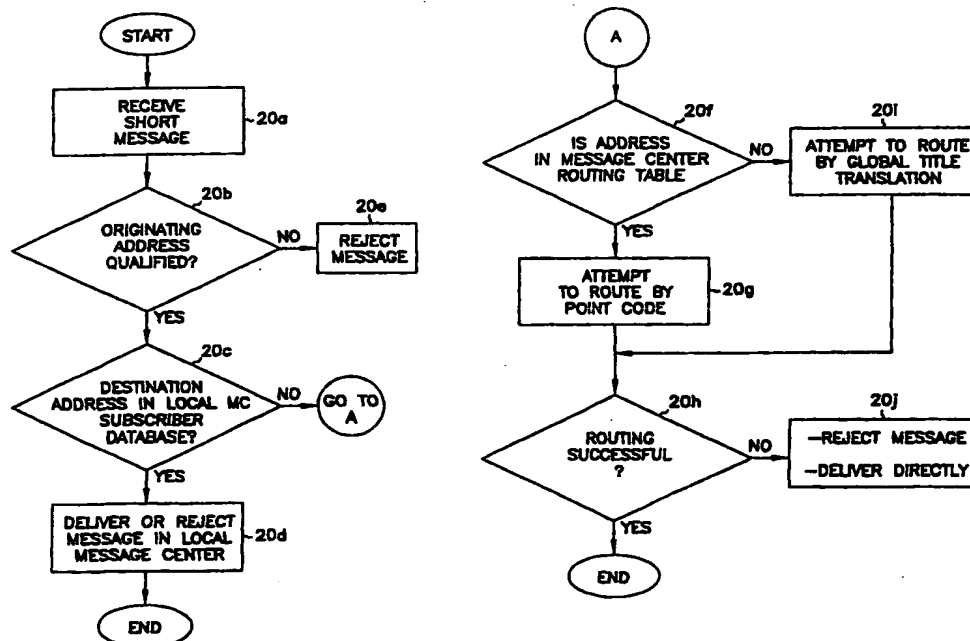 START
RECEIVE
SHORT
MESSAGE
20a
20b
ORIGINATING
ADDRESS
QUALIFIED?
NO
20e
REJECT
MESSAGE
YES
20c
DESTINATION
ADDRESS IN LOCAL MC
SUBSCRIBER
DATABASE?
NO
GO TO
A
YES
DELIVER OR REJECT
MESSAGE IN LOCAL
MESSAGE CENTER
20d
END
A
20f
IS ADDRESS
IN MESSAGE CENTER
ROUTING TABLE
NO
20i
ATTEMPT TO ROUTE
BY GLOBAL TITLE
TRANSLATION
YES
ATTEMPT
TO ROUTE BY
POINT CODE
20g
20h
ROUTING
SUCCESSFUL
?
NO
20j
—REJECT MESSAGE
—DELIVER DIRECTLY
YES
END